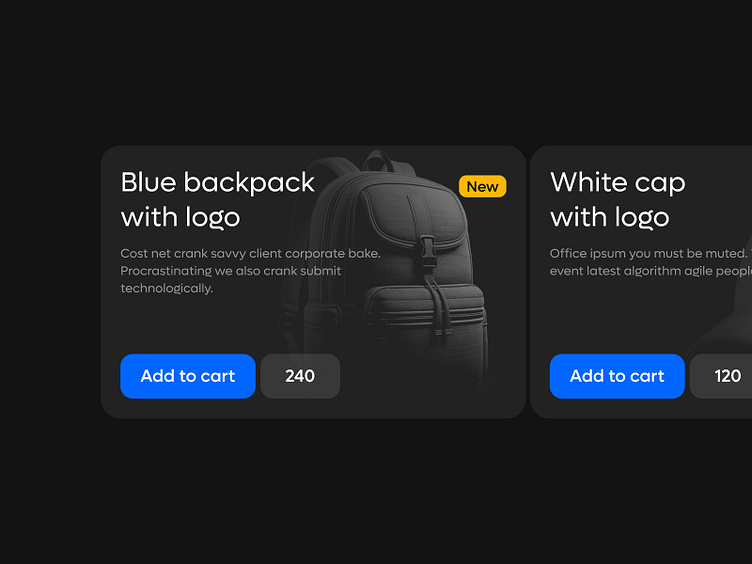 Blue backpack
with logo
New
Cost net crank savvy client corporate bake.
Procrastinating we also crank submit
technologically.
Add to cart
240
White cap
with logo
Office ipsum you must be muted.
event latest algorithm agile people
Add to cart
120